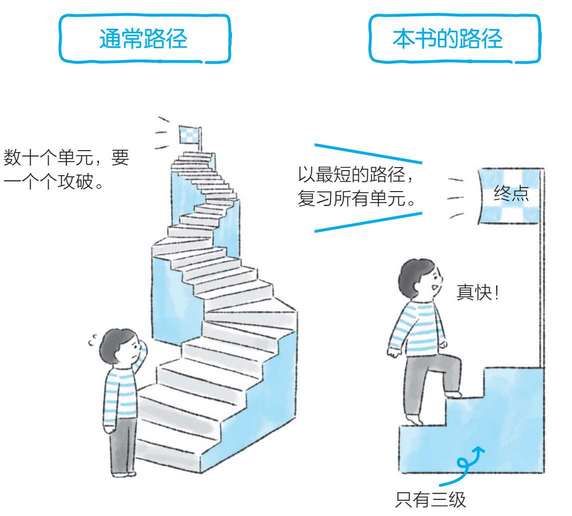 通常路径
本书的路径
数十个单元，要
一个个攻破。
以最短的路径，
复习所有单元。
终点
真快！
只有三级